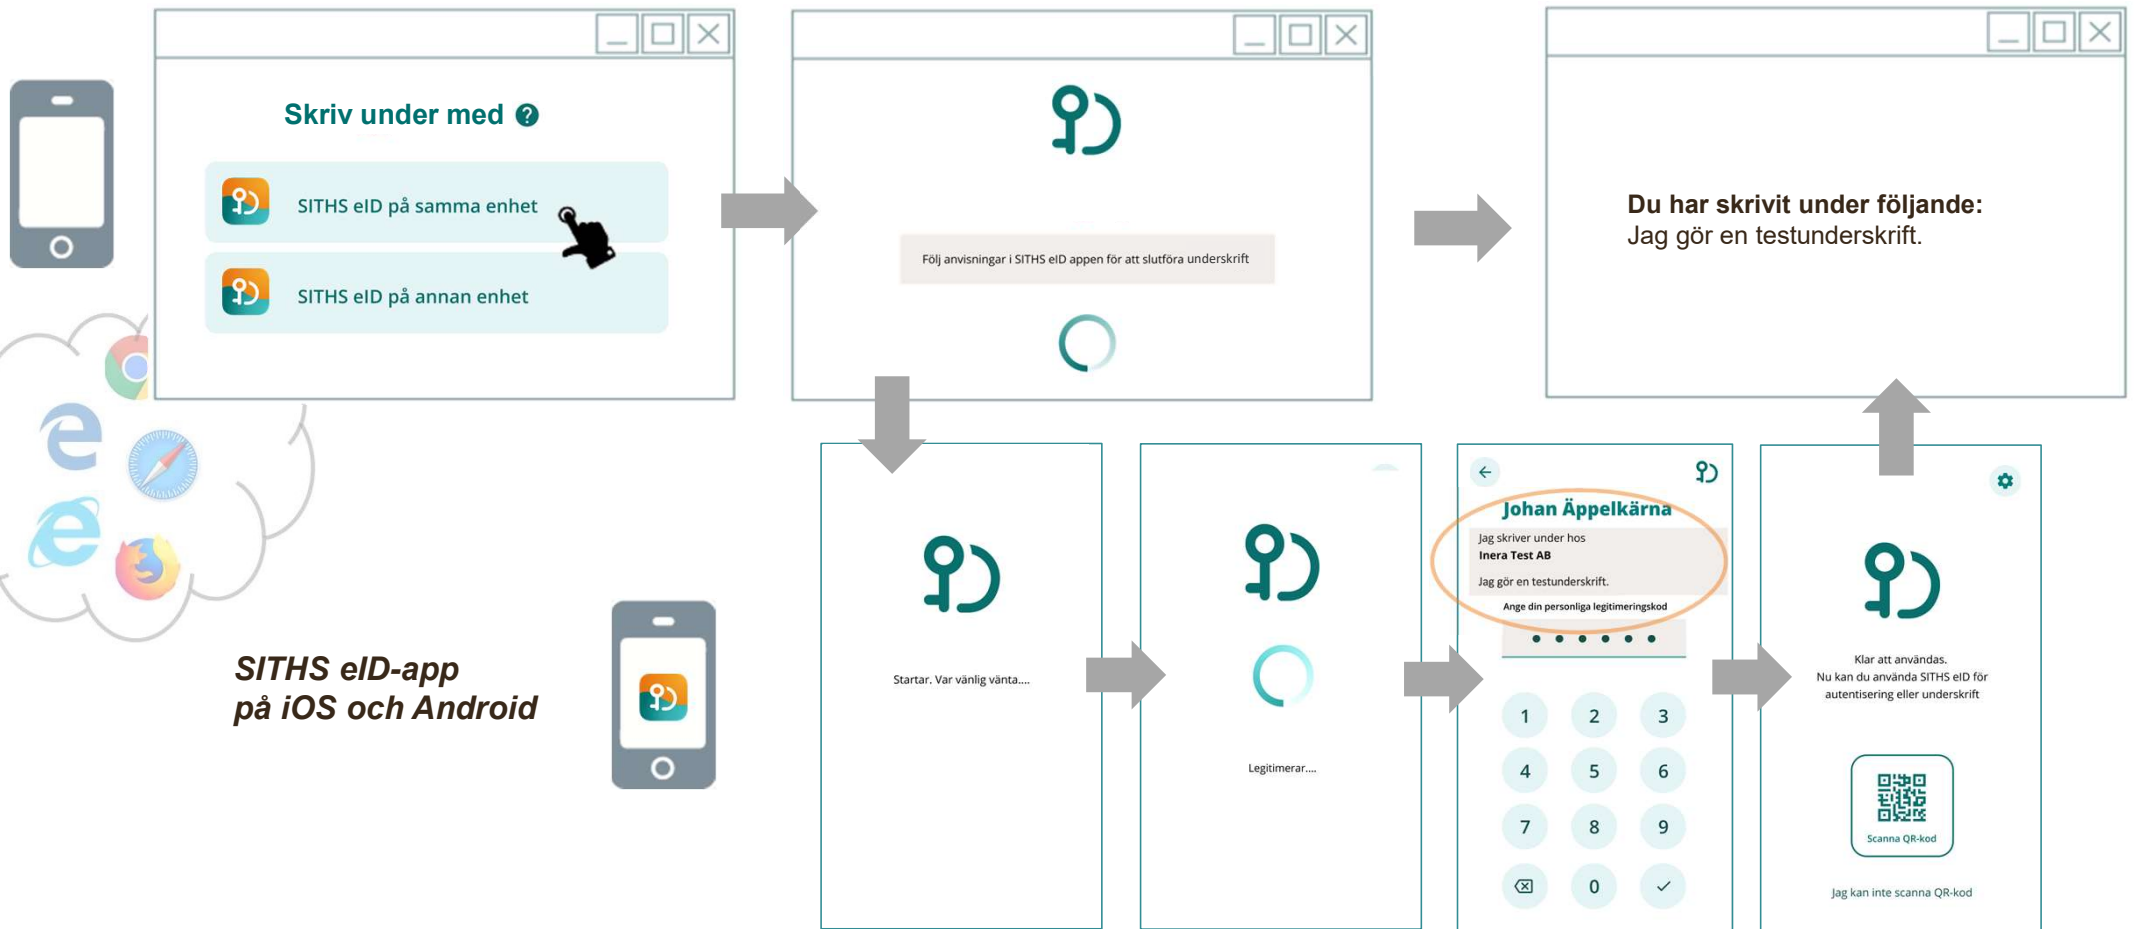 Skriv under med ?
SITHS eID på samma enhet
SITHS eID på annan enhet
Följ anvisningar i SITHS eID appen för att slutföra underskrift
Du har skrivit under följande:
Jag gör en testunderskrift.
SITHS eID-app
på iOS och Android
Startar. Var vänlig vänta....
Legitimerar....
Johan Äppelkärna
Jag skriver under hos
Inera Test AB
Jag gör en testunderskrift.
Ange din personliga legitimeringskod
1 2 3
4 5 6
7 8 9
0
Klar att användas.
Nu kan du använda SITHS eID för
autentisering eller underskrift
Scanna QR-kod
Jag kan inte scanna QR-kod